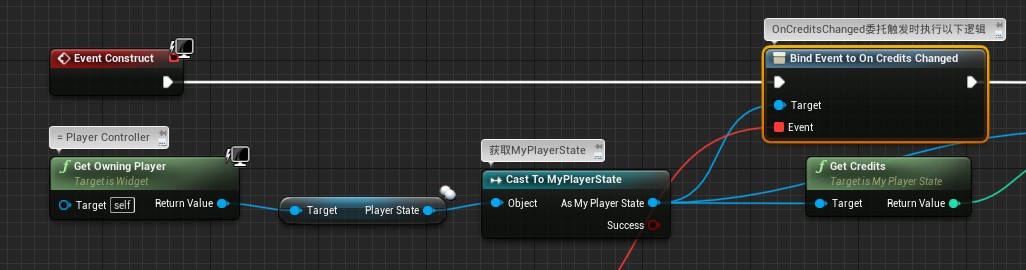 OnCreditsChanged委托触发时执行以下逻辑
Event Construct
Bind Event to On Credits Changed
Target
Event
= Player Controller
Get Owning Player
Target is Widget
Target self
Return Value
Target
Player State
获取MyPlayerState
Cast To MyPlayerState
Object
As My Player State
Success
Get Credits
Target is My Player State
Target
Return Value